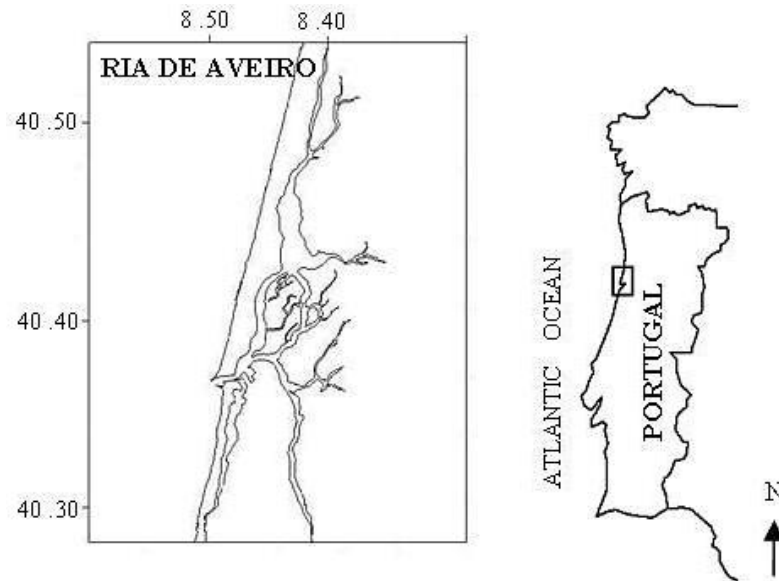 8 .50 8 .40
RIA DE AVEIRO
40 .50
40 .40
40 .30
ATLANTIC OCEAN
PORTUGAL
N